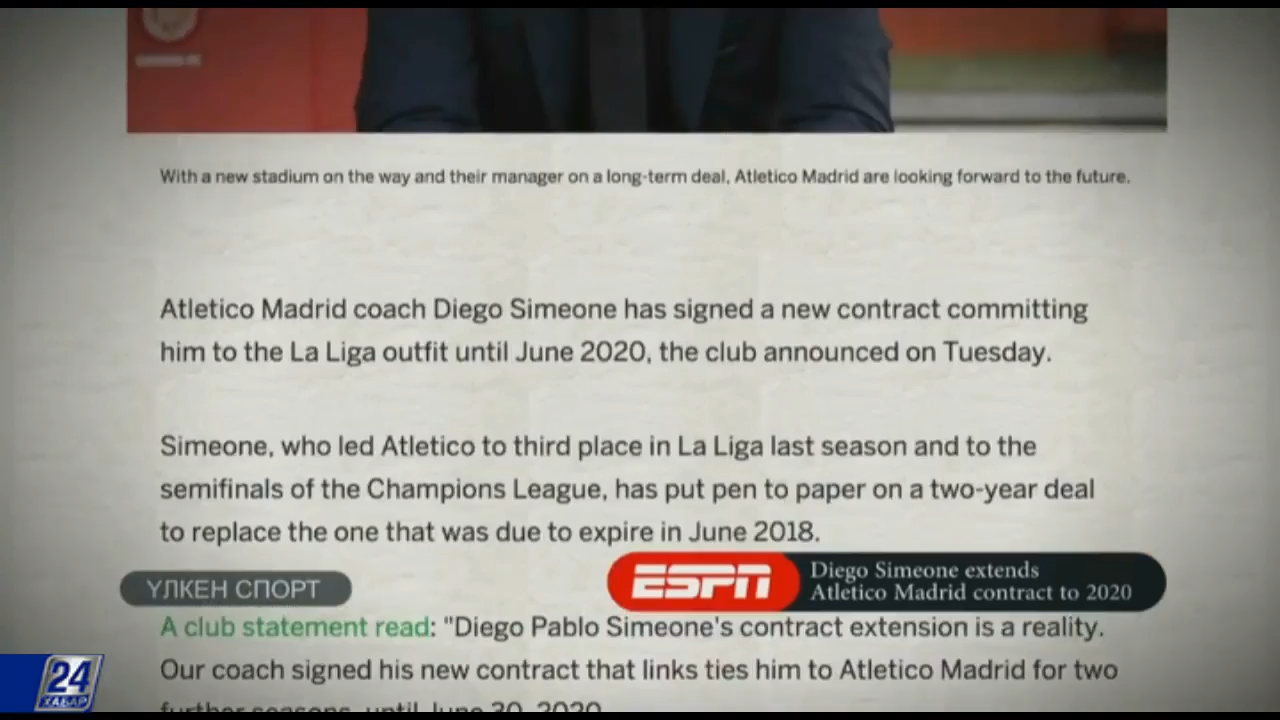 With a new stadium on the way and their manager on a long-term deal, Atletico Madrid are looking forward to the future.
Atletico Madrid coach Diego Simeone has signed a new contract committing
him to the La Liga outfit until June 2020, the club announced on Tuesday.
Simeone, who led Atletico to third place in La Liga last season and to the
semifinals of the Champions League, has put pen to paper on a two-year deal
to replace the one that was due to expire in June 2018.
ҮЛКЕН СПОРТ
ESPN
Diego Simeone extends
Atletico Madrid contract to 2020
A club statement read: "Diego Pablo Simeone's contract extension is a reality.
Our coach signed his new contract that links ties him to Atletico Madrid for two
further seasons, until June 30, 2020
24
ХАБАР